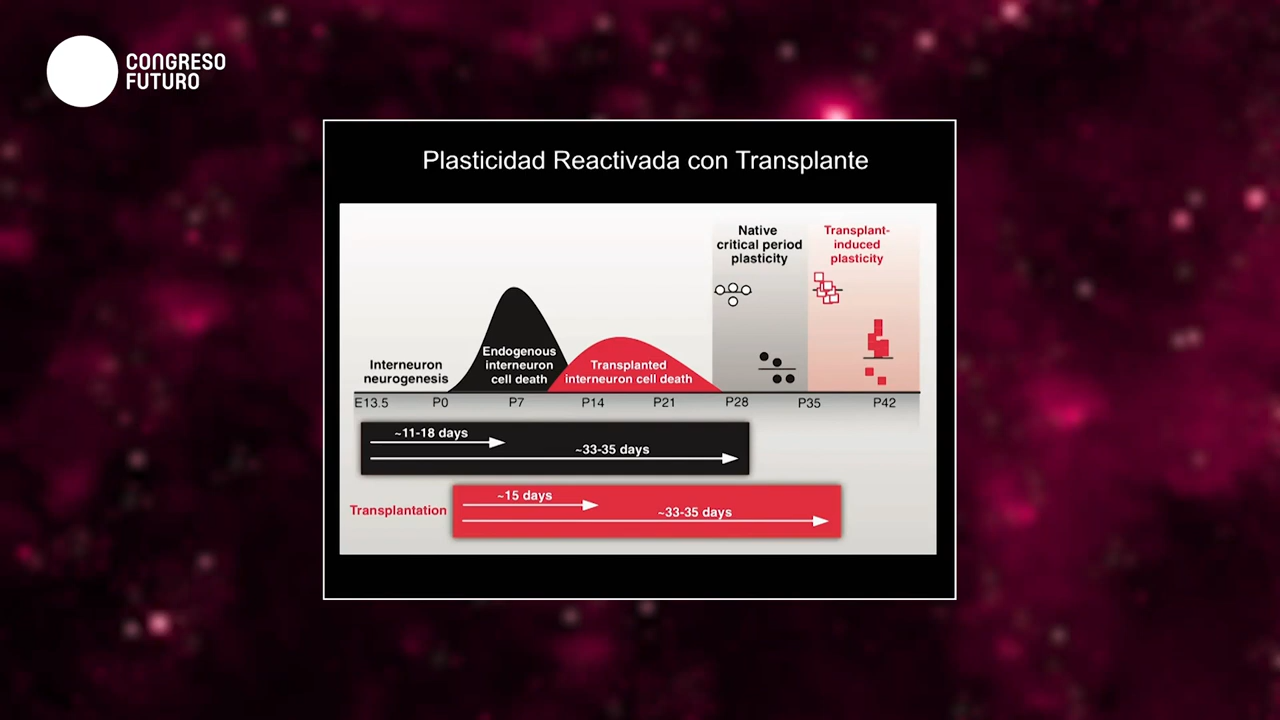 CONGRESO
FUTURO
Plasticidad Reactivada con Transplante
Native
critical period
plasticity
Transplant-
induced
plasticity
Interneuron
neurogenesis
Endogenous
interneuron
cell death
Transplanted
interneuron cell death
E13.5 P0 P7 P14 P21 P28 P35 P42
~11-18 days
~33-35 days
Transplantation
~15 days
~33-35 days